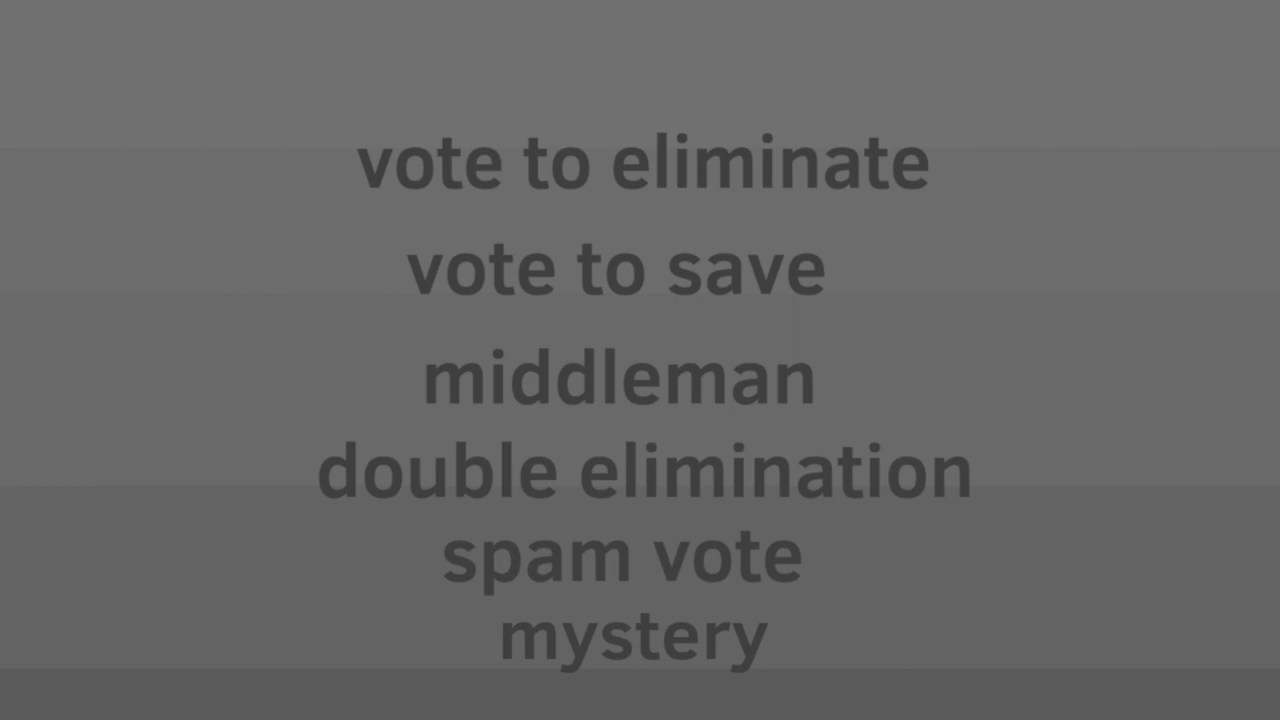 vote to eliminate
vote to save
middleman
double elimination
spam vote
mystery